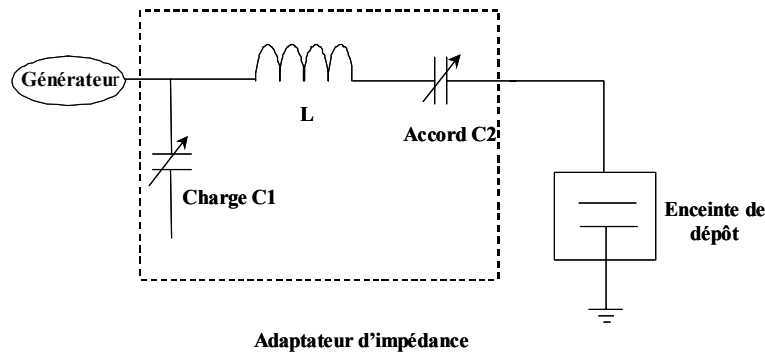 Générateur
L
Accord C2
Charge C1
Enceinte de
dépôt
Adaptateur d'impédance